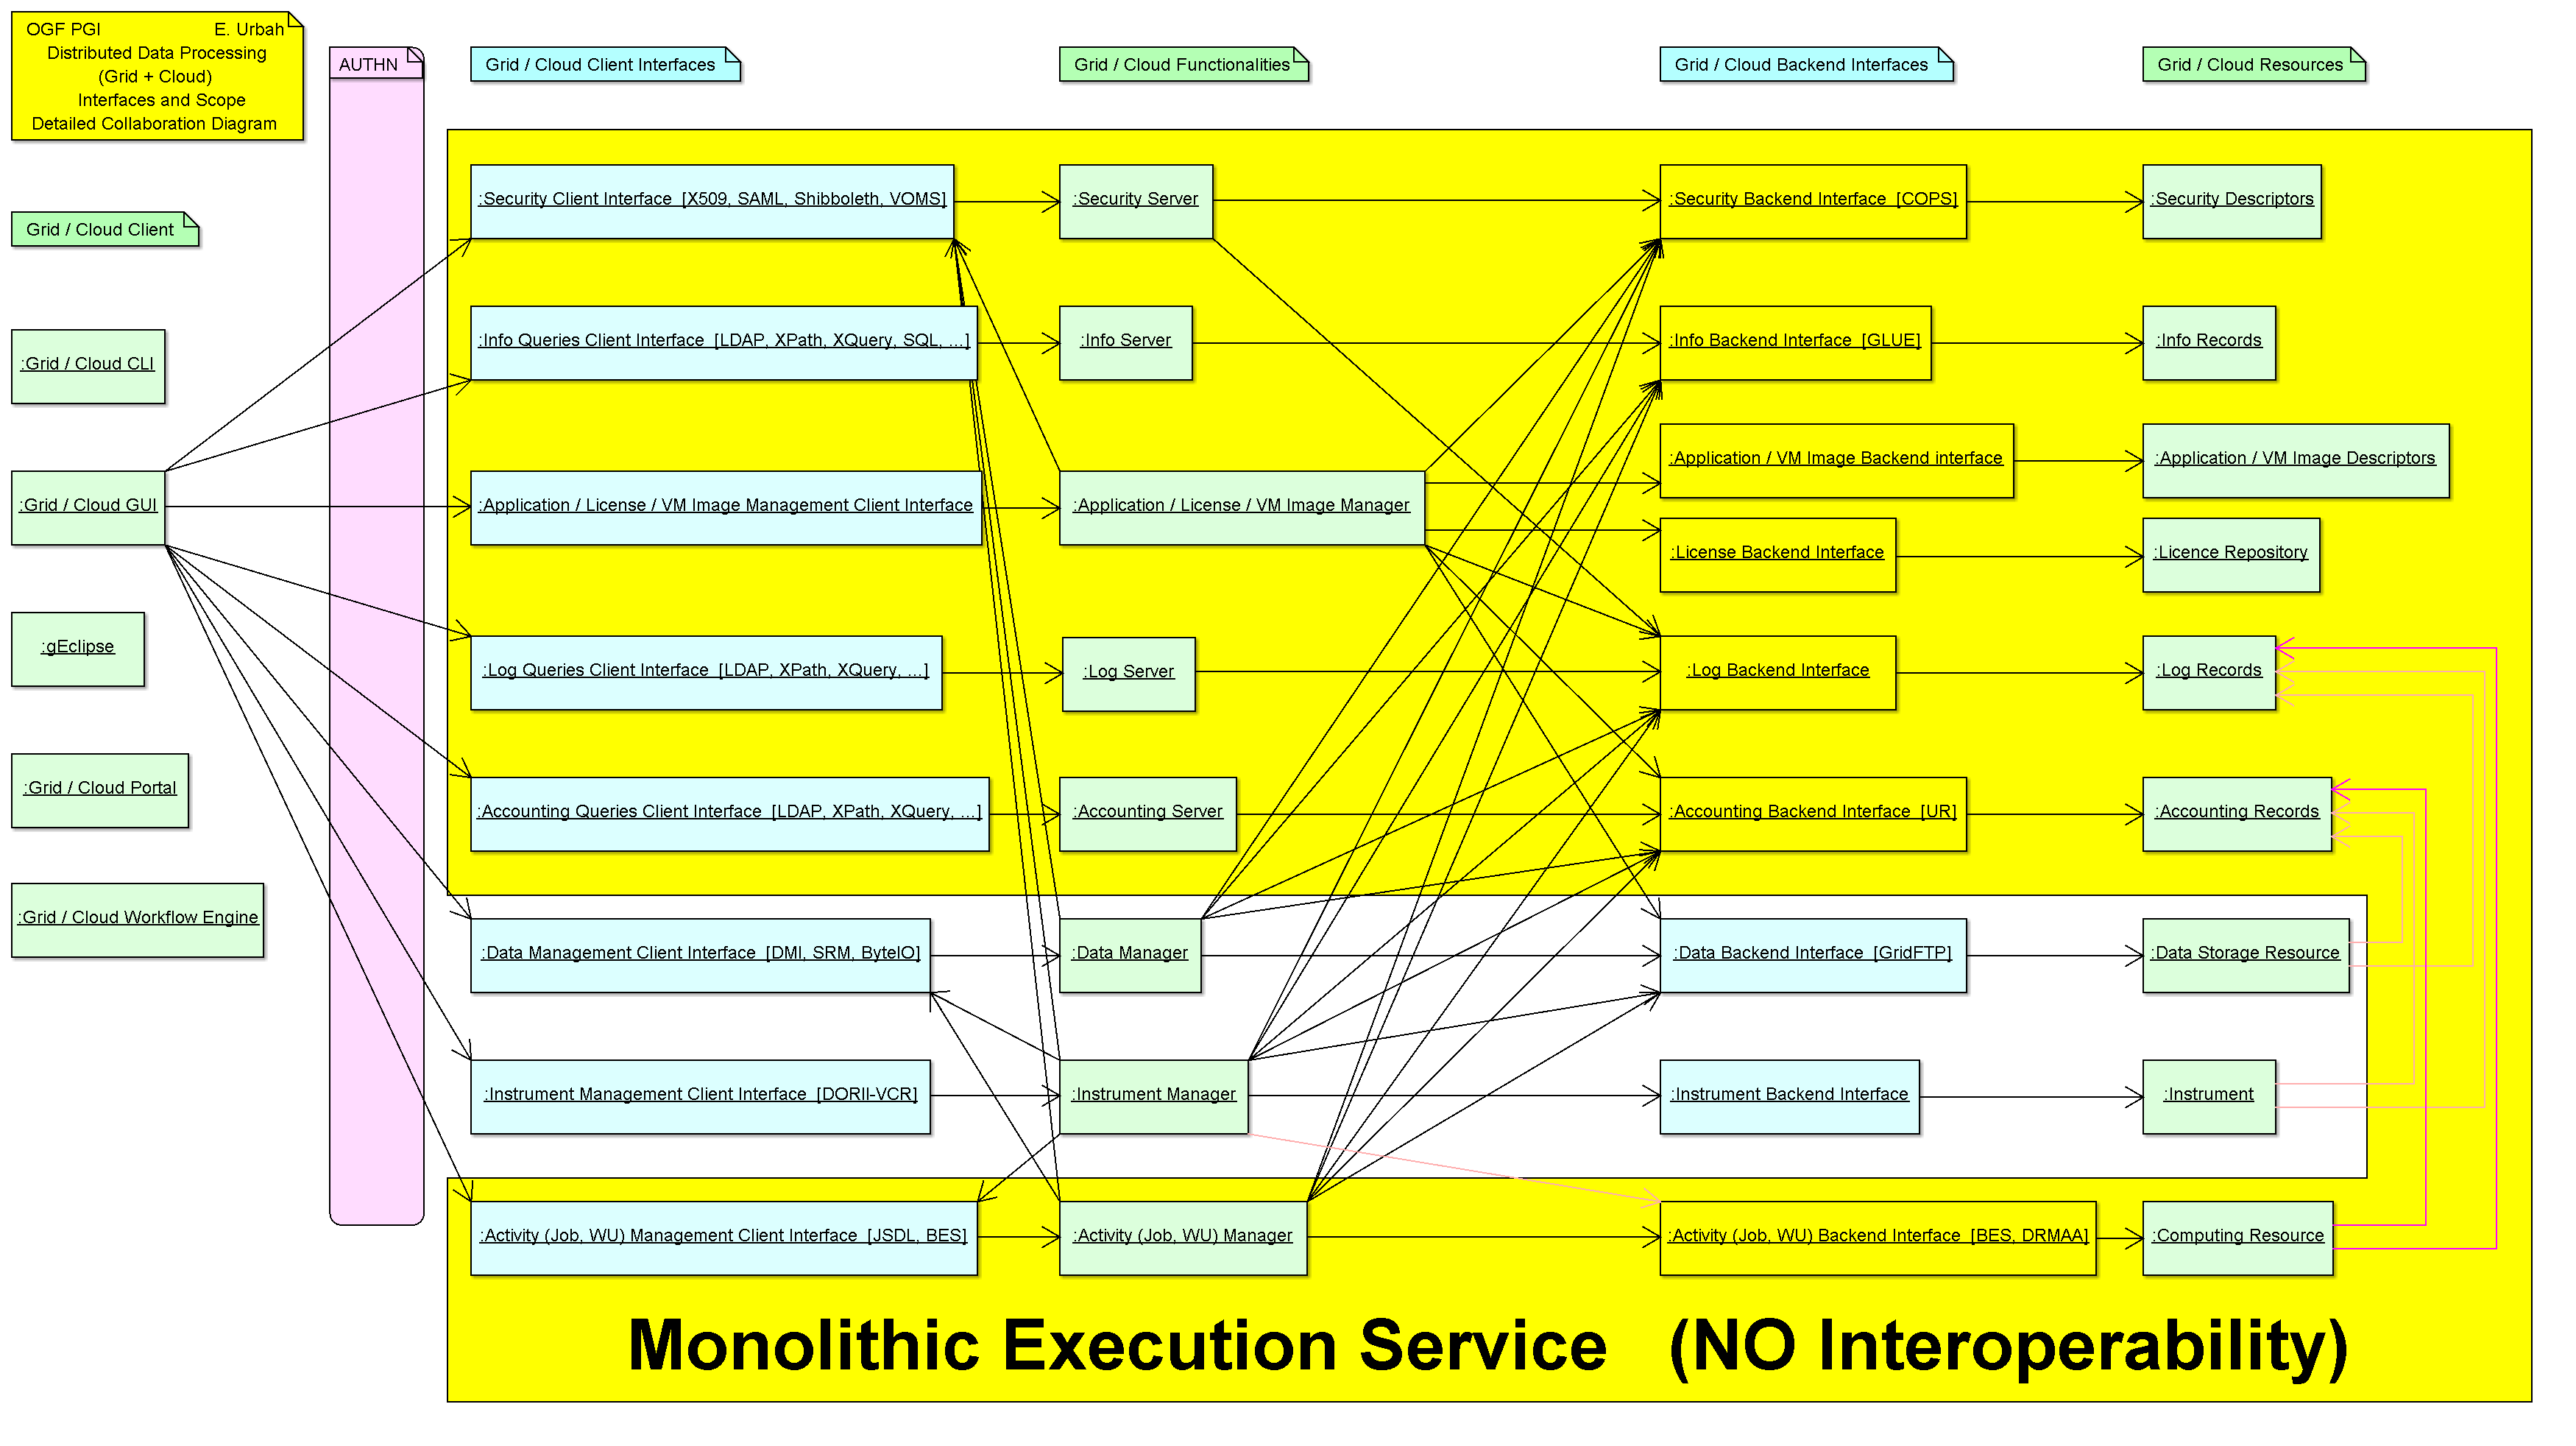 OGF PGI E. Urbah
Distributed Data Processing
(Grid + Cloud)
Interfaces and Scope
Detailed Collaboration Diagram
AUTHN
Grid / Cloud Client Interfaces
Grid / Cloud Functionalities
Grid / Cloud Backend Interfaces
Grid / Cloud Resources
Grid / Cloud Client
:Grid / Cloud CLI
:Grid / Cloud GUI
:gEclipse
:Grid / Cloud Portal
:Grid / Cloud Workflow Engine
:Security Client Interface [X509, SAML, Shibboleth, VOMS]
:Security Server
:Security Backend Interface [COPS]
:Security Descriptors
:Info Queries Client Interface [LDAP, XPath, XQuery, SQL, ...]
:Info Server
:Info Backend Interface [GLUE]
:Info Records
:Application / License / VM Image Management Client Interface
:Application / License / VM Image Manager
:Application / VM Image Backend interface
:Application / VM Image Descriptors
:License Backend Interface
:Licence Repository
:Log Queries Client Interface [LDAP, XPath, XQuery, ...]
:Log Server
:Log Backend Interface
:Log Records
:Accounting Queries Client Interface [LDAP, XPath, XQuery, ...]
:Accounting Server
:Accounting Backend Interface [UR]
:Accounting Records
:Data Management Client Interface [DMI, SRM, ByteIO]
:Data Manager
:Data Backend Interface [GridFTP]
:Data Storage Resource
:Instrument Management Client Interface [DORII-VCR]
:Instrument Manager
:Instrument Backend Interface
:Instrument
:Activity (Job, WU) Management Client Interface [JSDL, BES]
:Activity (Job, WU) Manager
:Activity (Job, WU) Backend Interface [BES, DRMAA]
:Computing Resource
Monolithic Execution Service (NO Interoperability)